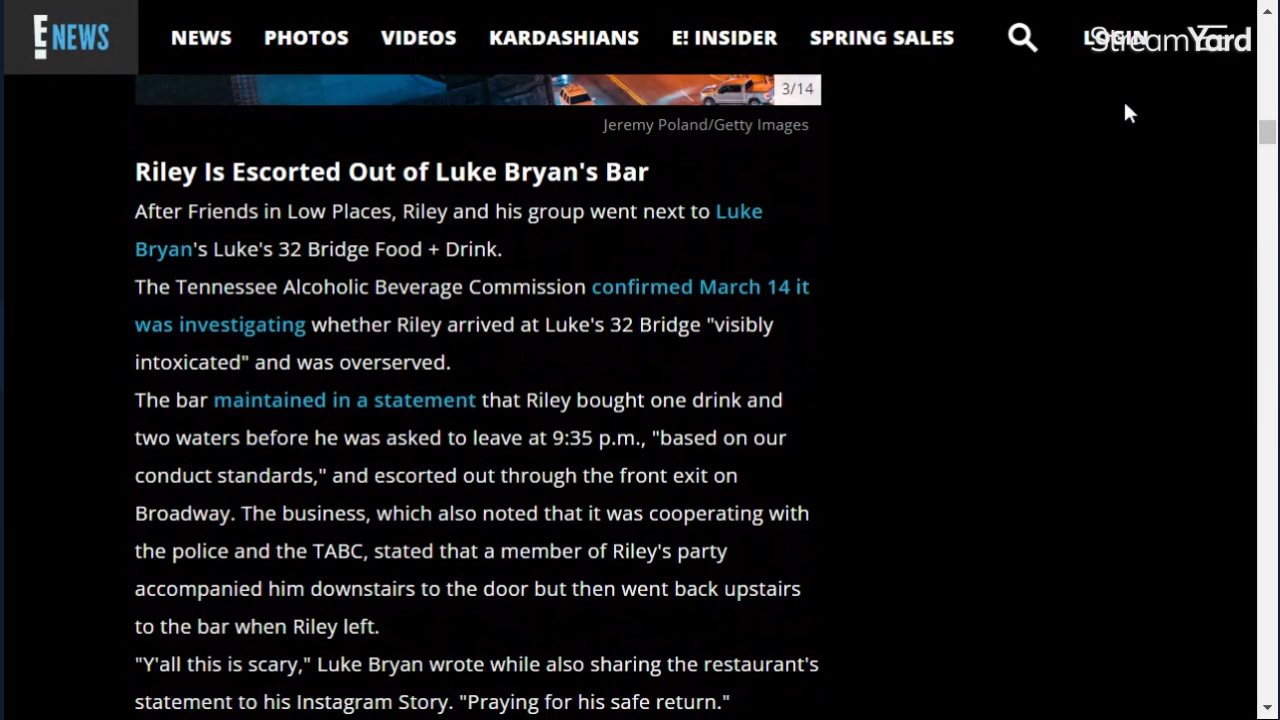 E! NEWS
NEWS PHOTOS VIDEOS KARDASHIANS E! INSIDER SPRING SALES LOGIN
StreamYard
3/14
Jeremy Poland/Getty Images
Riley Is Escorted Out of Luke Bryan's Bar
After Friends in Low Places, Riley and his group went next to Luke
Bryan's Luke's 32 Bridge Food + Drink.
The Tennessee Alcoholic Beverage Commission confirmed March 14 it
was investigating whether Riley arrived at Luke's 32 Bridge "visibly
intoxicated" and was overserved.
The bar maintained in a statement that Riley bought one drink and
two waters before he was asked to leave at 9:35 p.m., "based on our
conduct standards," and escorted out through the front exit on
Broadway. The business, which also noted that it was cooperating with
the police and the TABC, stated that a member of Riley's party
accompanied him downstairs to the door but then went back upstairs
to the bar when Riley left.
"Y'all this is scary," Luke Bryan wrote while also sharing the restaurant's
statement to his Instagram Story. "Praying for his safe return."